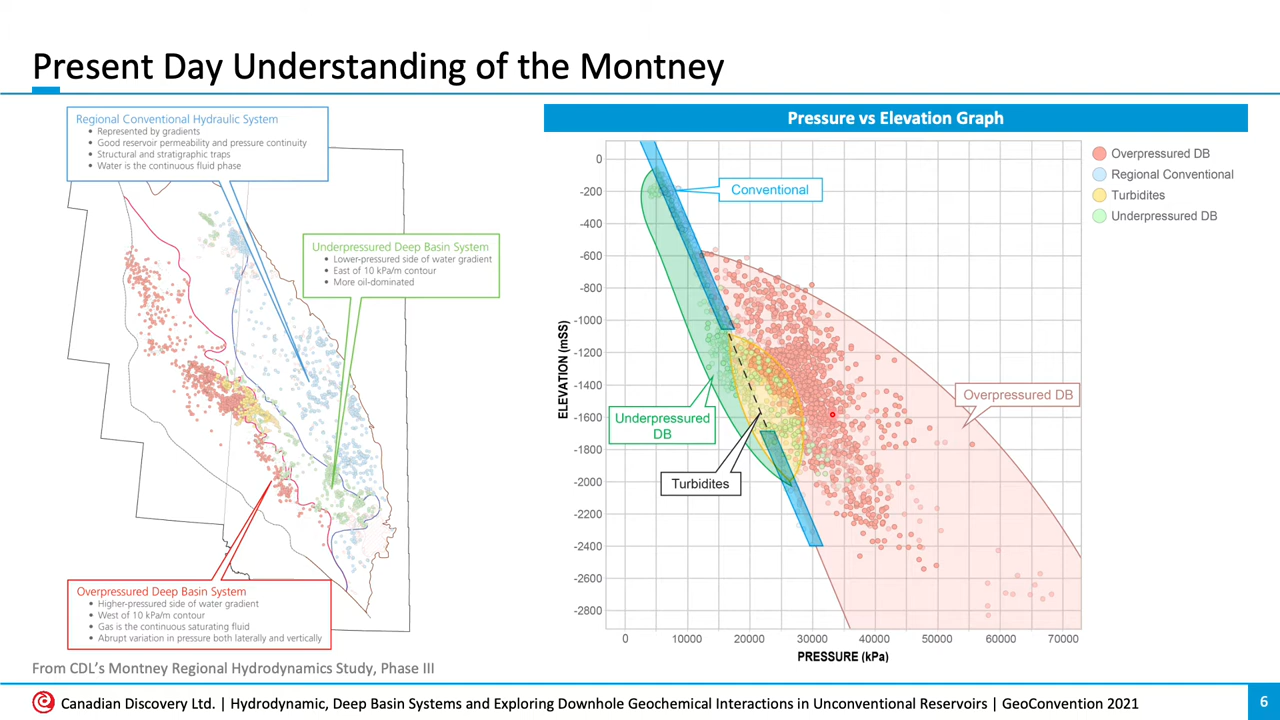 Present Day Understanding of the Montney
Regional Conventional Hydraulic System
• Represented by gradients
• Good reservoir permeability and pressure continuity
• Structural and stratigraphic traps
• Water is the continuous fluid phase
Underpressured Deep Basin System
• Lower-pressured side of water gradient
• East of 10 kPa/m contour
• More oil-dominated
Overpressured Deep Basin System
• Higher-pressured side of water gradient
• West of 10 kPa/m contour
• Gas is the continuous saturating fluid
• Abrupt variation in pressure both laterally and vertically
From CDL's Montney Regional Hydrodynamics Study, Phase III
Pressure vs Elevation Graph
ELEVATION (mSS)
0
-200
-400
-600
-800
-1000
-1200
-1400
-1600
-1800
-2000
-2200
-2400
-2600
-2800
Conventional
Overpressured DB
Underpressured
DB
Turbidites
0 10000 20000 30000 40000 50000 60000 70000
PRESSURE (kPa)
Overpressured DB
Regional Conventional
Turbidites
Underpressured DB
Canadian Discovery Ltd. | Hydrodynamic, Deep Basin Systems and Exploring Downhole Geochemical Interactions in Unconventional Reservoirs | GeoConvention 2021
6